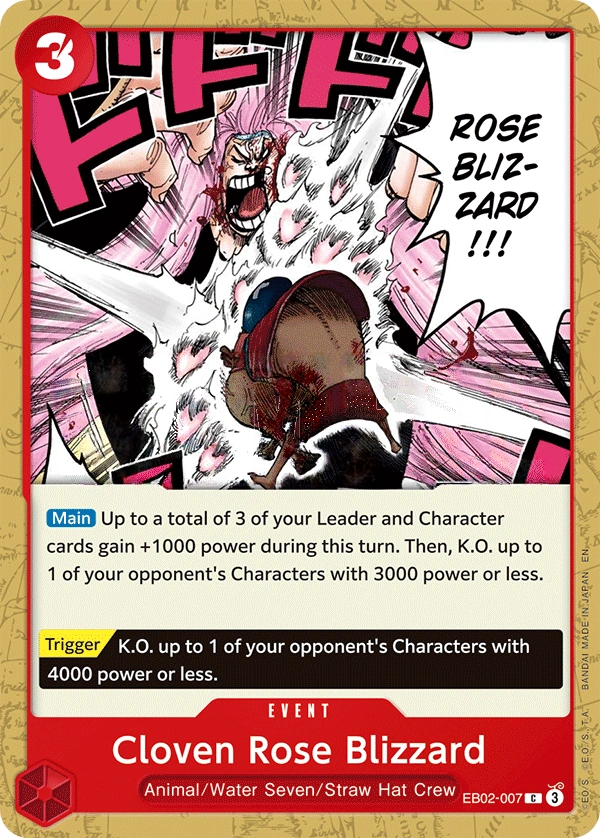 3
ROSE
BLIZ-
ZARD
!!!
Main Up to a total of 3 of your Leader and Character
cards gain +1000 power during this turn. Then, K.O. up to
1 of your opponent's Characters with 3000 power or less.
Trigger K.O. up to 1 of your opponent's Characters with
4000 power or less.
EVENT
Cloven Rose Blizzard
Animal/Water Seven/Straw Hat Crew
EB02-007 C 3
©E.O./S. ©E.O./S.,T.A. BANDAI MADE IN JAPAN EN